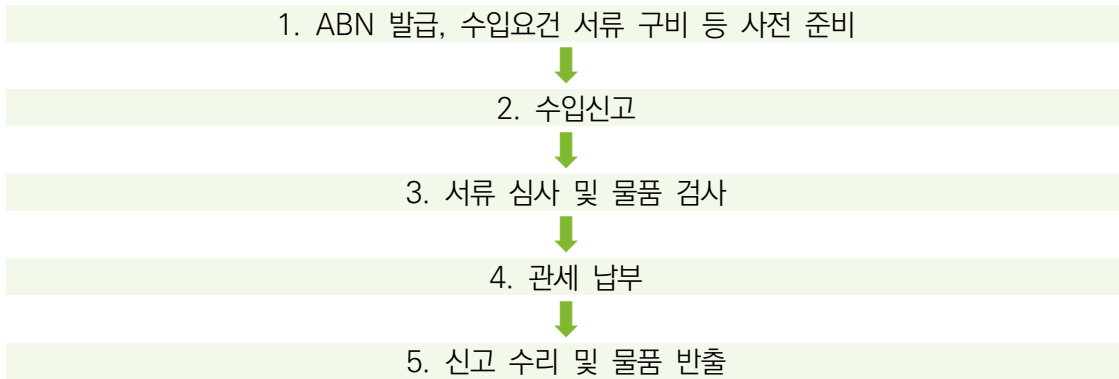 1. ABN 발급, 수입요건 서류 구비 등 사전 준비
2. 수입신고
3. 서류 심사 및 물품 검사
4. 관세 납부
5. 신고 수리 및 물품 반출